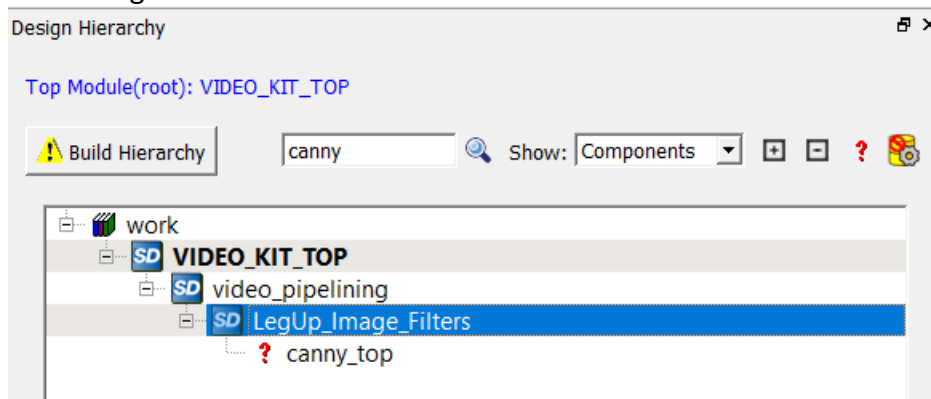 Design Hierarchy
Top Module(root): VIDEO_KIT_TOP
Build Hierarchy canny Show: Components + - ?
work
SD VIDEO_KIT_TOP
SD video_pipelining
SD LegUp_Image_Filters
? canny_top